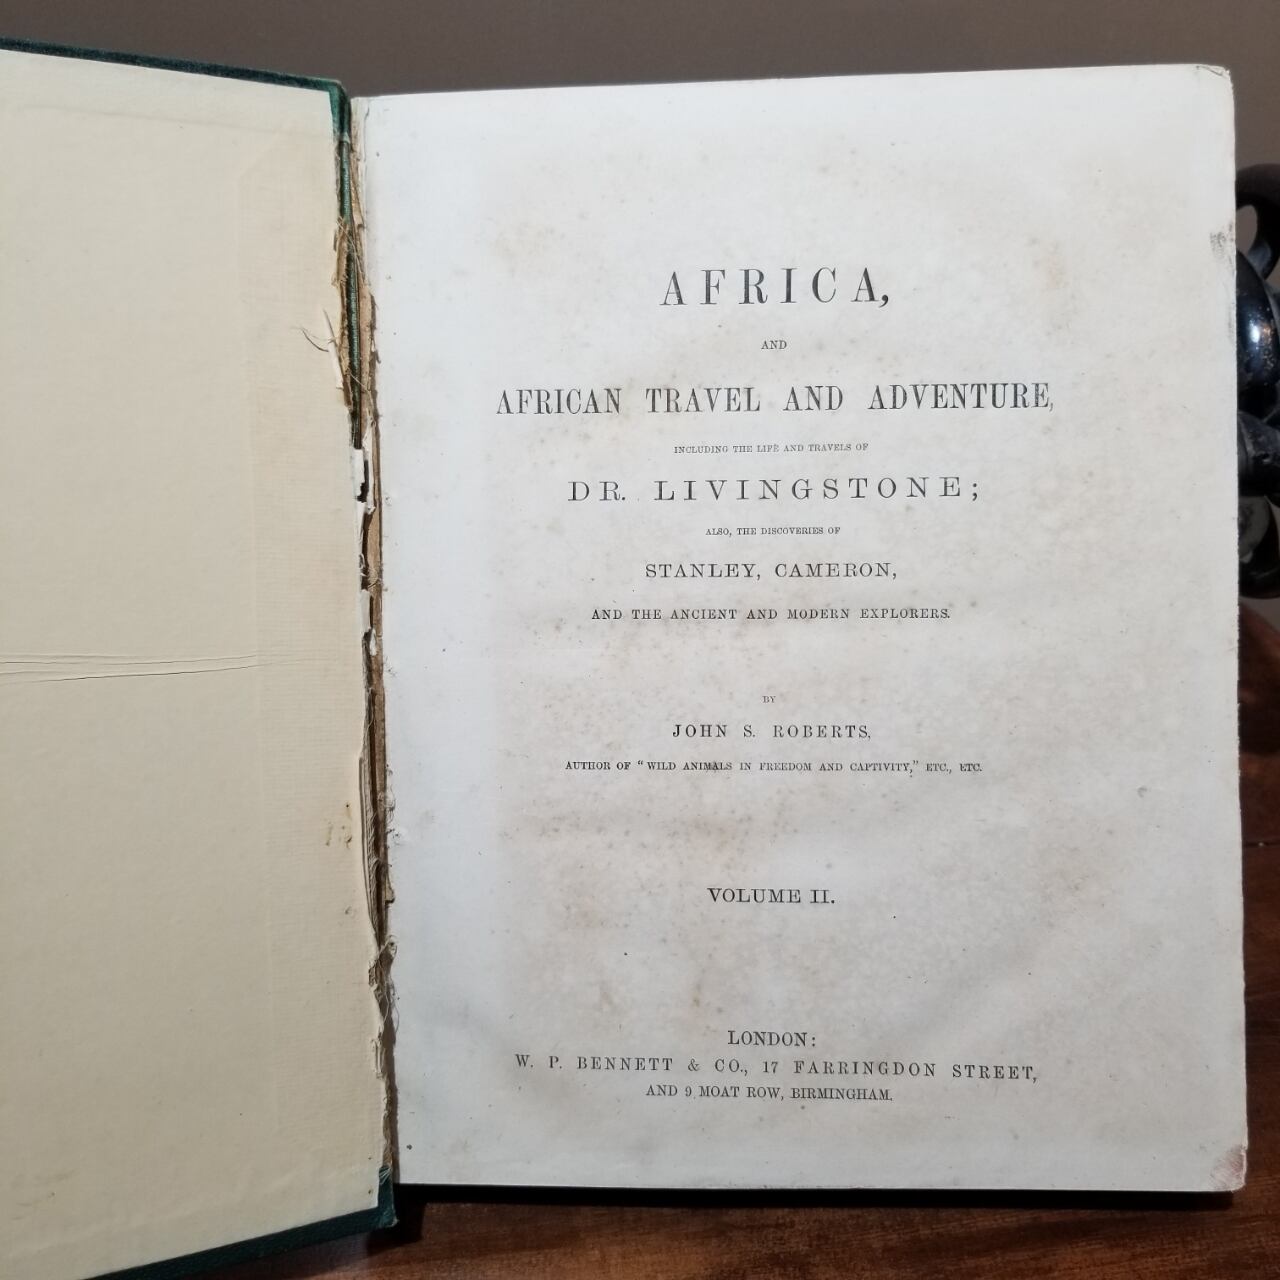 AFRICA,
AND
AFRICAN TRAVEL AND ADVENTURE,
INCLUDING THE LIFE AND TRAVELS OF
DR. LIVINGSTONE;
ALSO, THE DISCOVERIES OF
STANLEY, CAMERON,
AND THE ANCIENT AND MODERN EXPLORERS.
BY
JOHN S. ROBERTS,
AUTHOR OF “WILD ANIMALS IN FREEDOM AND CAPTIVITY,” ETC., ETC.
VOLUME II.
LONDON:
W. P. BENNETT & CO., 17 FARRINGDON STREET,
AND 9 MOAT ROW, BIRMINGHAM.